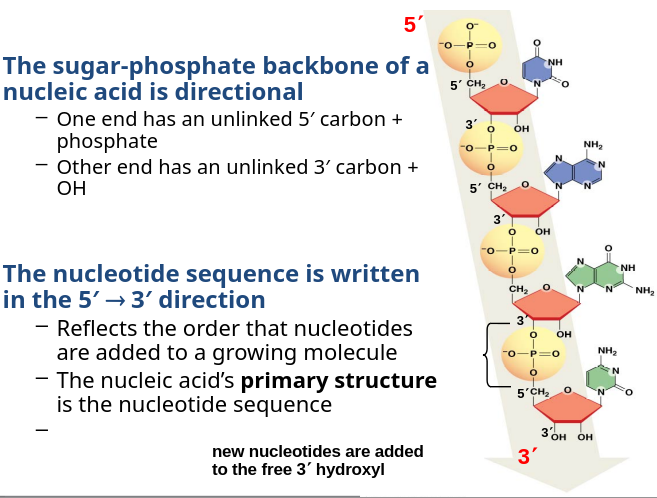 The sugar-phosphate backbone of a
nucleic acid is directional
– One end has an unlinked 5′ carbon +
phosphate
– Other end has an unlinked 3′ carbon +
OH
The nucleotide sequence is written
in the 5′ → 3′ direction
– Reflects the order that nucleotides
are added to a growing molecule
– The nucleic acid’s primary structure
is the nucleotide sequence
–
new nucleotides are added
to the free 3′ hydroxyl
5′
O⁻
⁻O P O
O
5′ CH₂ O
O
NH
N O
3′
O OH
⁻O P O
O
5′ CH₂ O
NH₂
N N
N N
3′
O OH
⁻O P O
O
CH₂ O
O
N NH
N N NH₂
3′
O OH
⁻O P O
O
5′ CH₂ O
NH₂
N
N O
3′ OH OH
3′